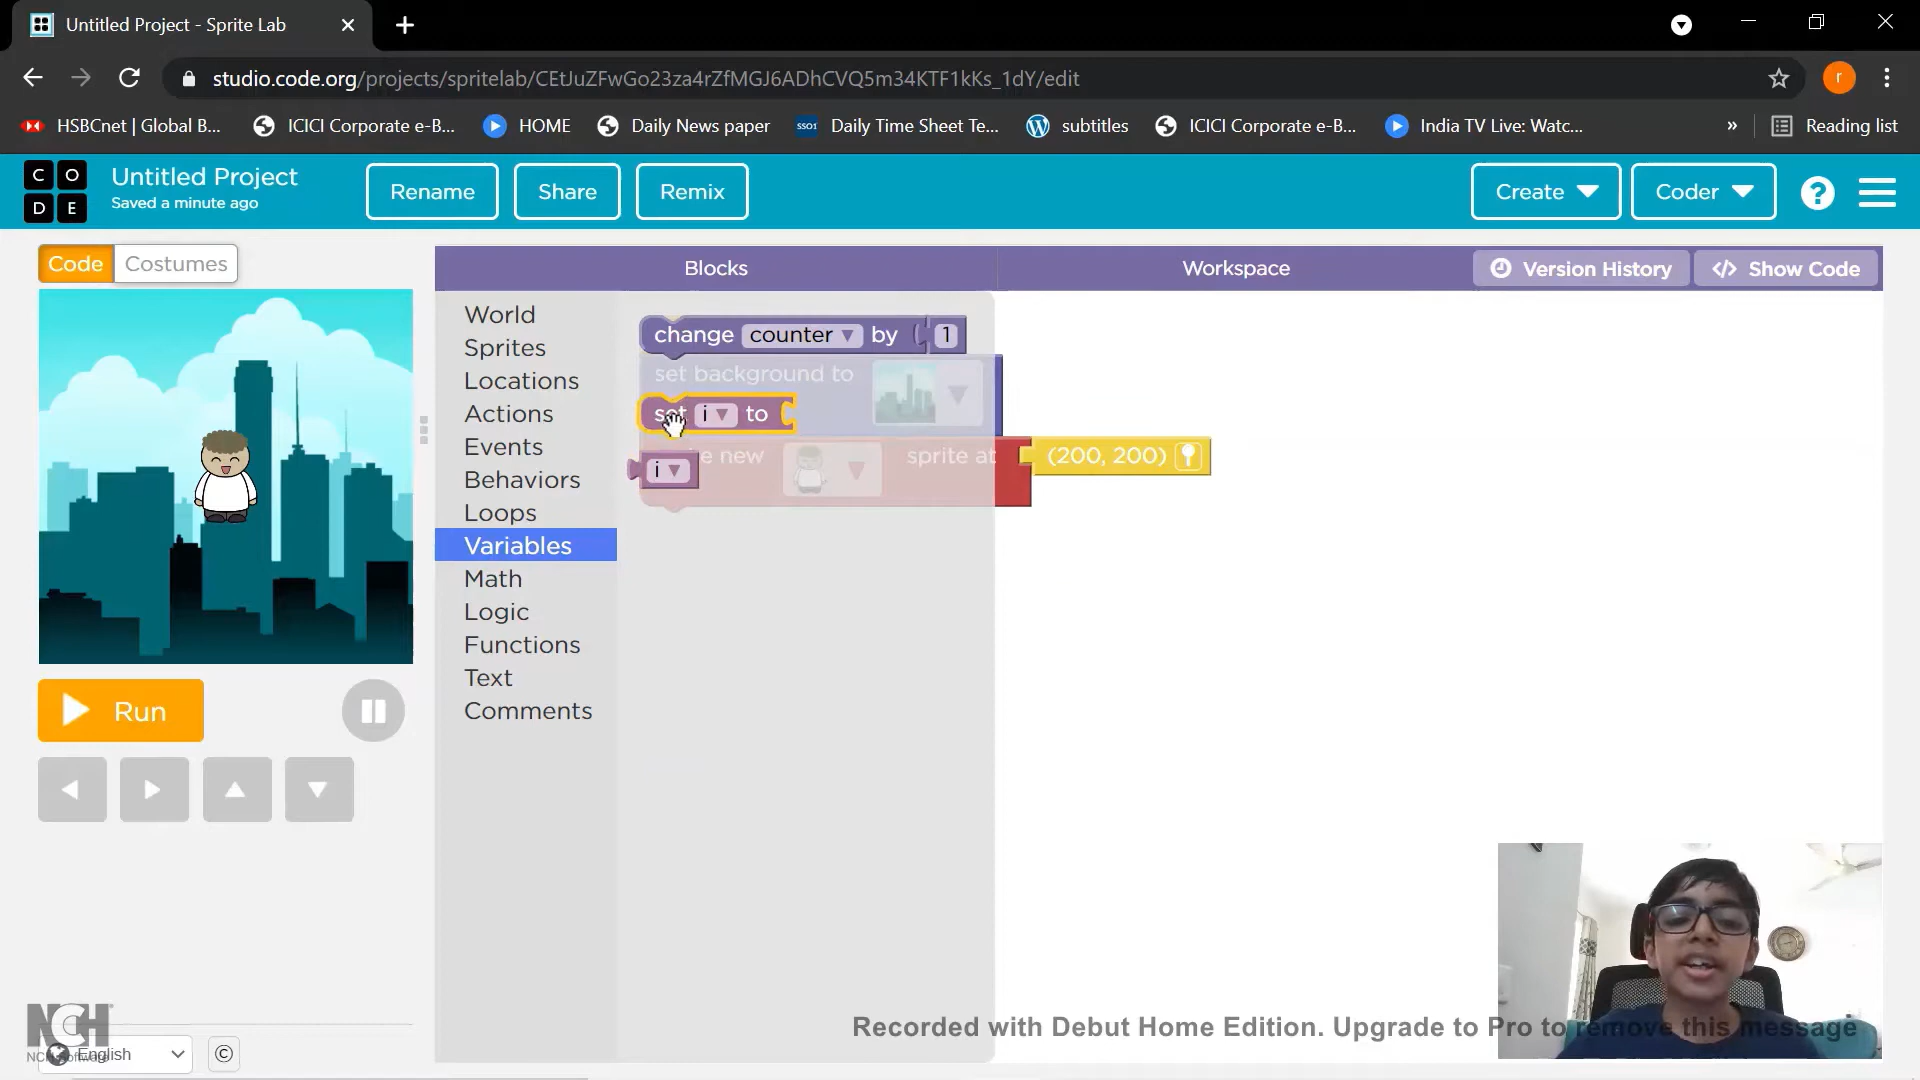 Untitled Project - Sprite Lab
studio.code.org/projects/spritelab/CEtJuZFwGo23za4rZfMGJ6ADhCVQ5m34KTF1kKs_1dY/edit
r
HSBCnet | Global B...
ICICI Corporate e-B...
HOME
Daily News paper
SSO1
Daily Time Sheet Te...
subtitles
ICICI Corporate e-B...
India TV Live: Watc...
»
Reading list
CODE
Untitled Project
Saved a minute ago
Rename
Share
Remix
Create
Coder
?
Code
Costumes
Blocks
Workspace
Version History
</> Show Code
World
Sprites
Locations
Actions
Events
Behaviors
Loops
Variables
Math
Logic
Functions
Text
Comments
change counter by 1
set background to
set i to
i
new sprite at (200, 200)
Run
NCH
English
©
Recorded with Debut Home Edition. Upgrade to Pro to remove this message